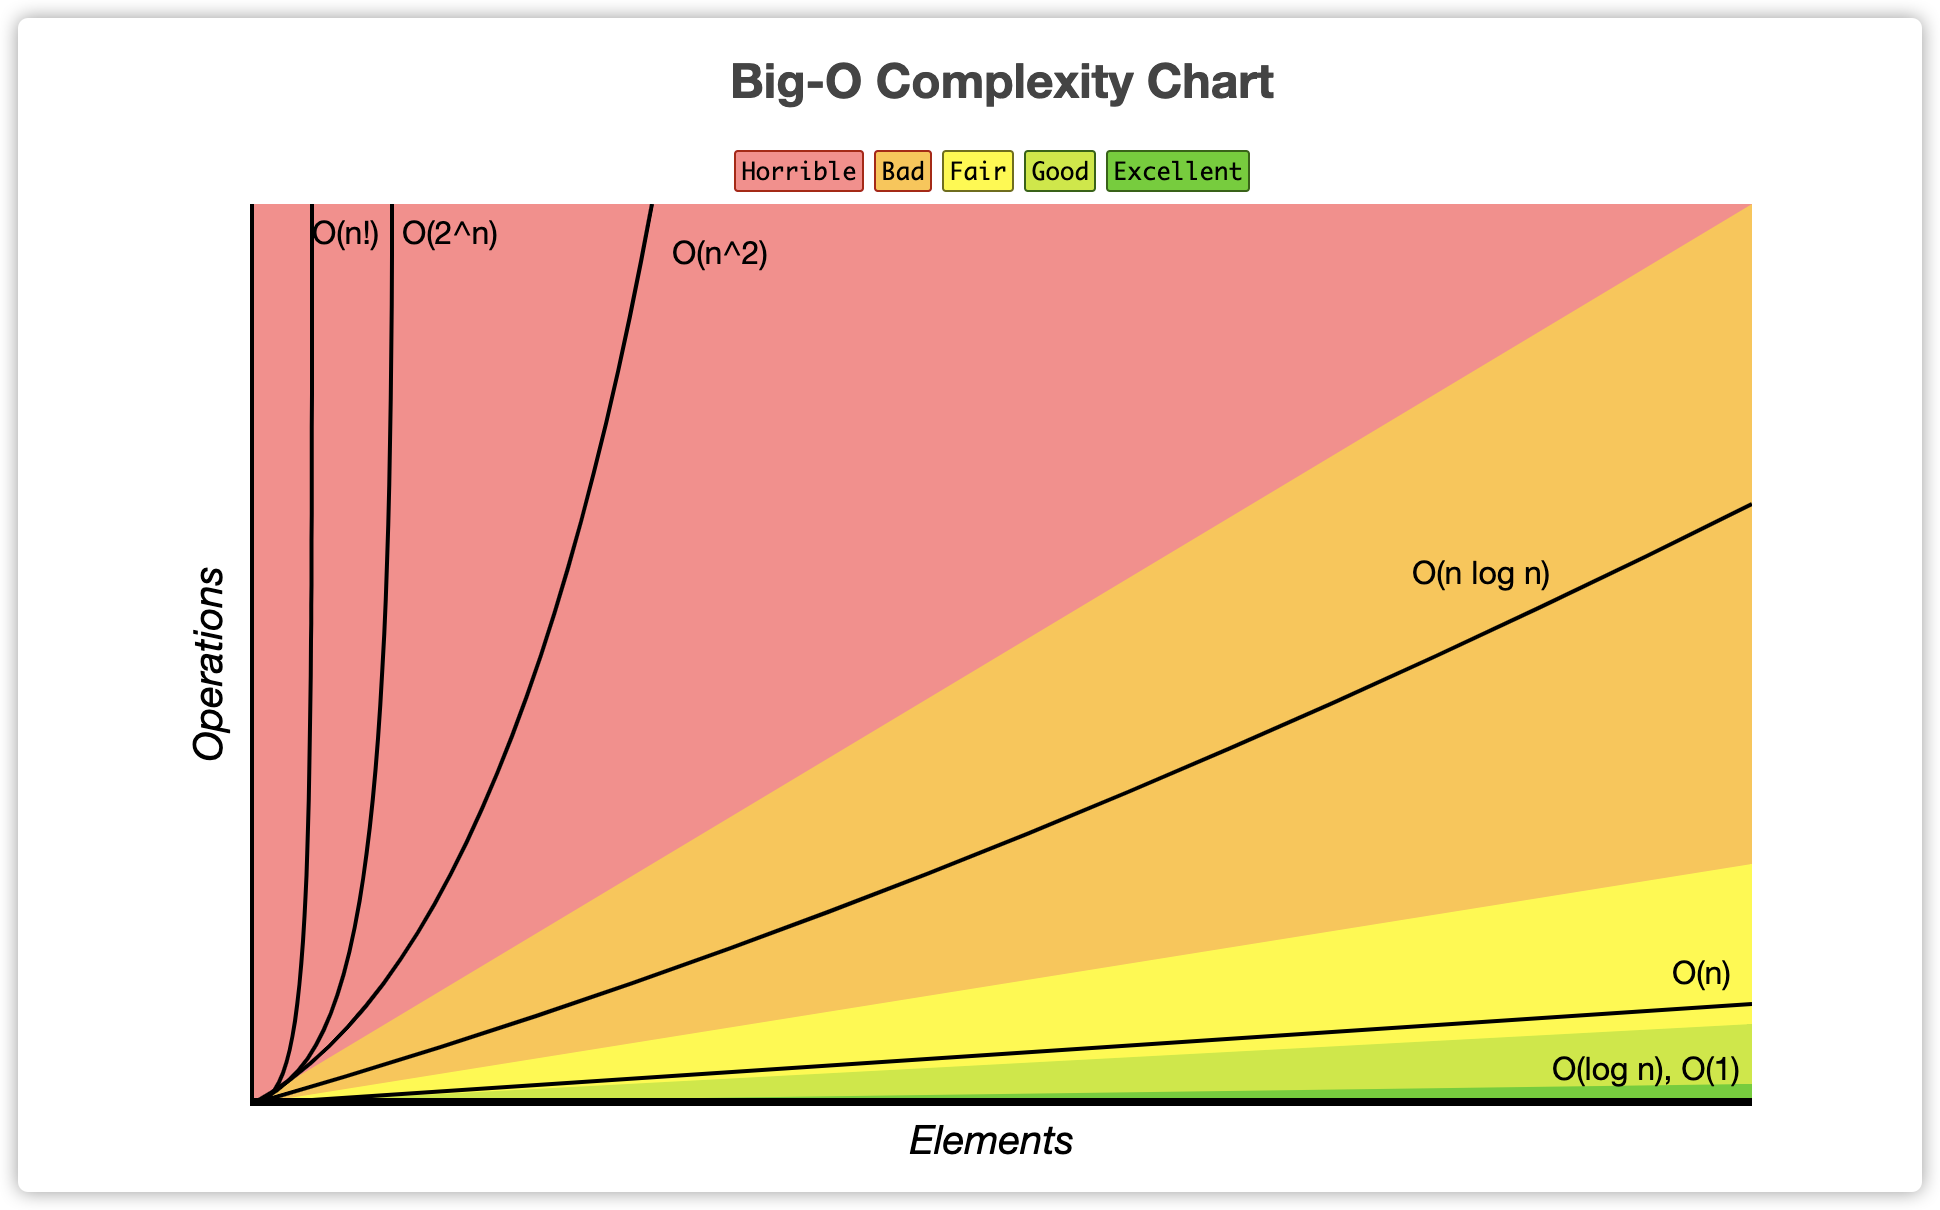 Big-O Complexity Chart
Horrible Bad Fair Good Excellent
O(n!) O(2^n)
O(n^2)
O(n log n)
Operations
O(n)
O(log n), O(1)
Elements